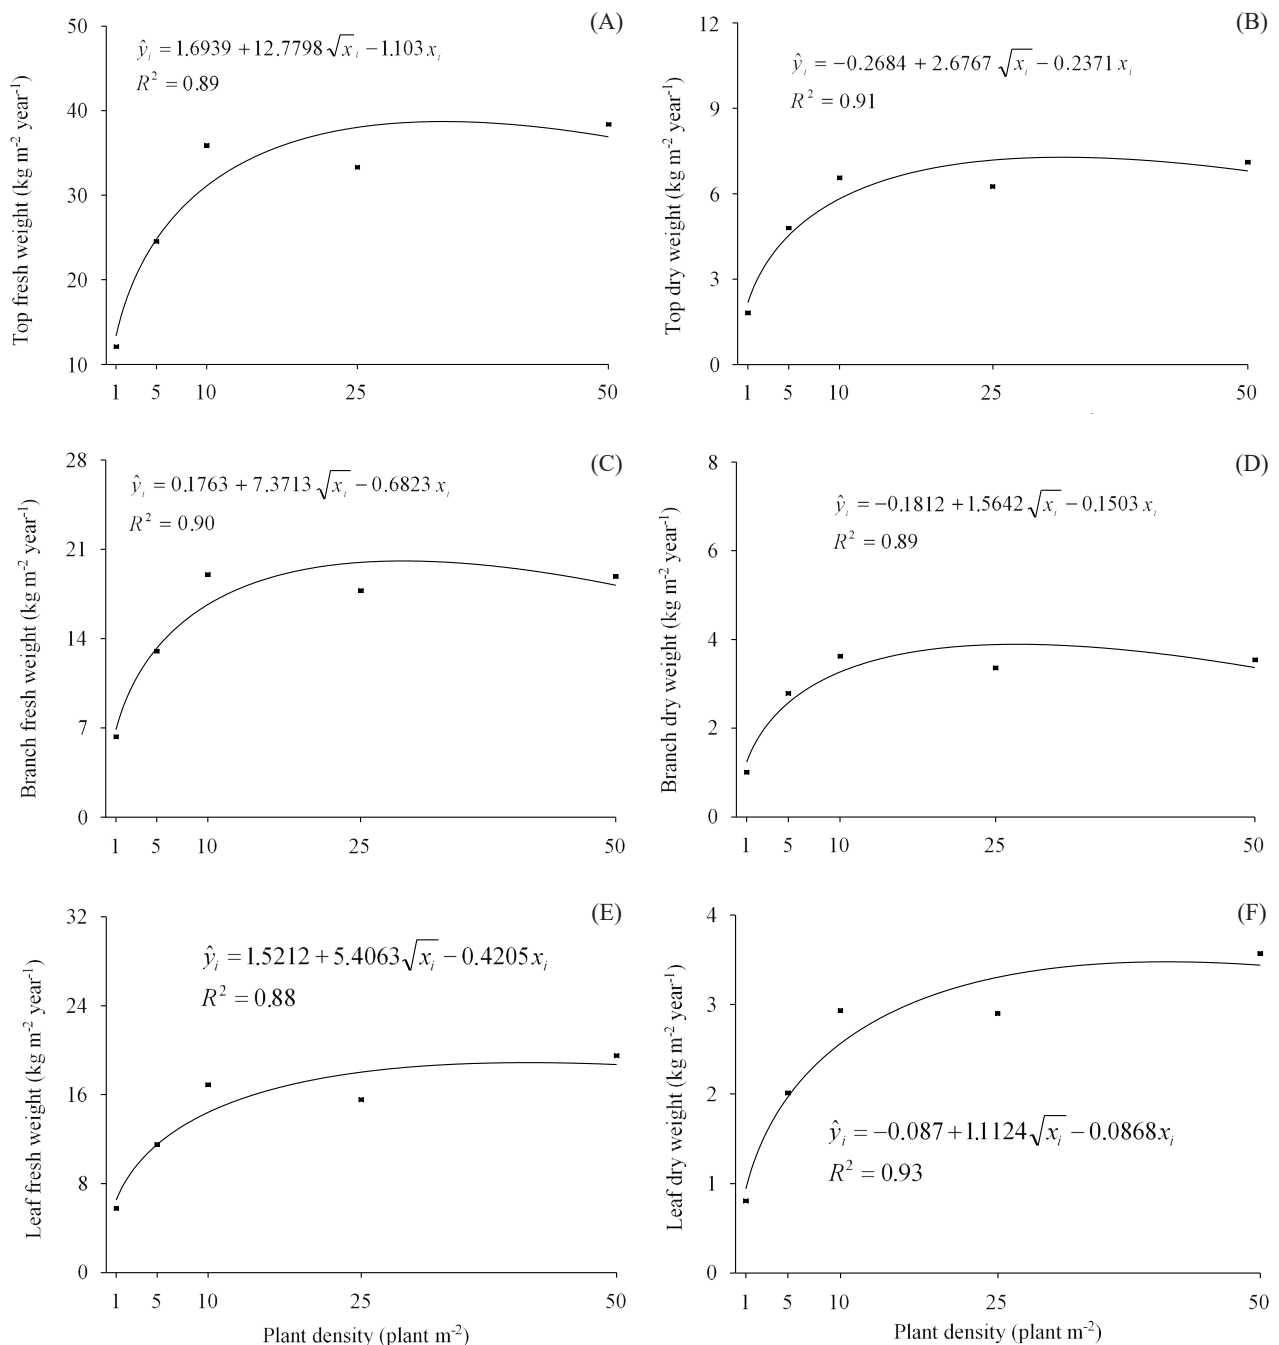 (A)
ŷᵢ = 1.6939 + 12.7798 √xᵢ − 1.103 xᵢ
R² = 0.89
Top fresh weight (kg m⁻² year⁻¹)
50
40
30
20
10
1 5 10 25 50
(B)
ŷᵢ = −0.2684 + 2.6767 √xᵢ − 0.2371 xᵢ
R² = 0.91
Top dry weight (kg m⁻² year⁻¹)
12
9
6
3
0
1 5 10 25 50
(C)
ŷᵢ = 0.1763 + 7.3713 √xᵢ − 0.6823 xᵢ
R² = 0.90
Branch fresh weight (kg m⁻² year⁻¹)
28
21
14
7
0
1 5 10 25 50
(D)
ŷᵢ = −0.1812 + 1.5642 √xᵢ − 0.1503 xᵢ
R² = 0.89
Branch dry weight (kg m⁻² year⁻¹)
8
6
4
2
0
1 5 10 25 50
(E)
ŷᵢ = 1.5212 + 5.4063 √xᵢ − 0.4205 xᵢ
R² = 0.88
Leaf fresh weight (kg m⁻² year⁻¹)
32
24
16
8
0
1 5 10 25 50
Plant density (plant m⁻²)
(F)
ŷᵢ = −0.087 + 1.1124 √xᵢ − 0.0868 xᵢ
R² = 0.93
Leaf dry weight (kg m⁻² year⁻¹)
4
3
2
1
0
1 5 10 25 50
Plant density (plant m⁻²)